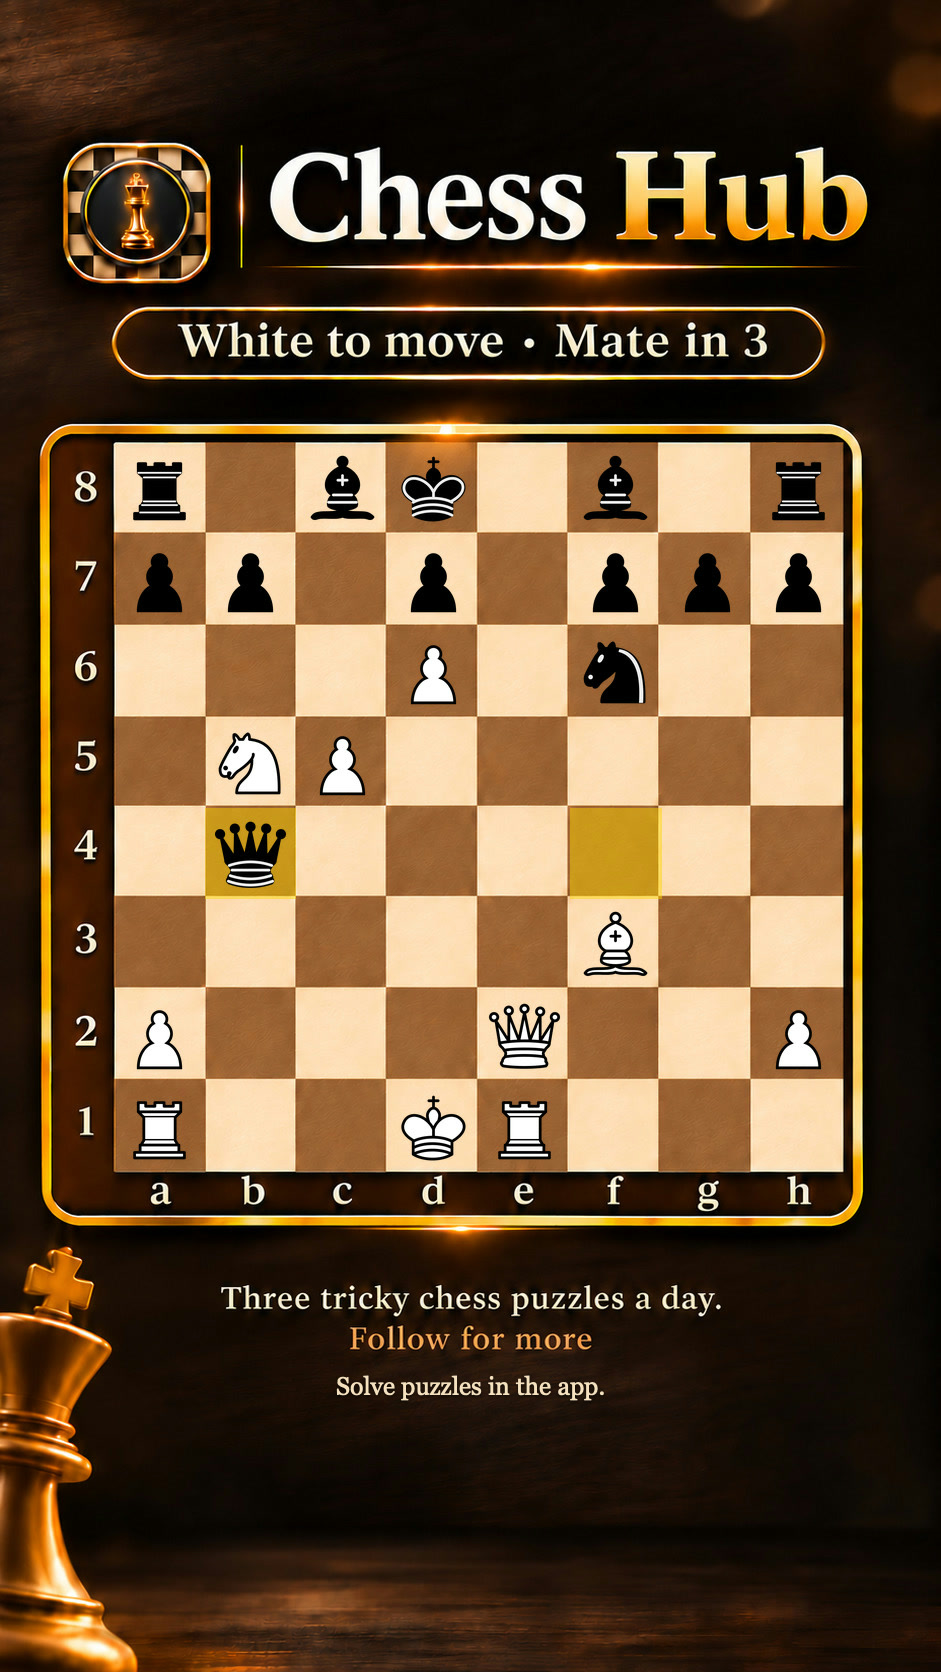 Chess Hub
White to move • Mate in 3
8
7
6
5
4
3
2
1
a b c d e f g h
Three tricky chess puzzles a day.
Follow for more
Solve puzzles in the app.